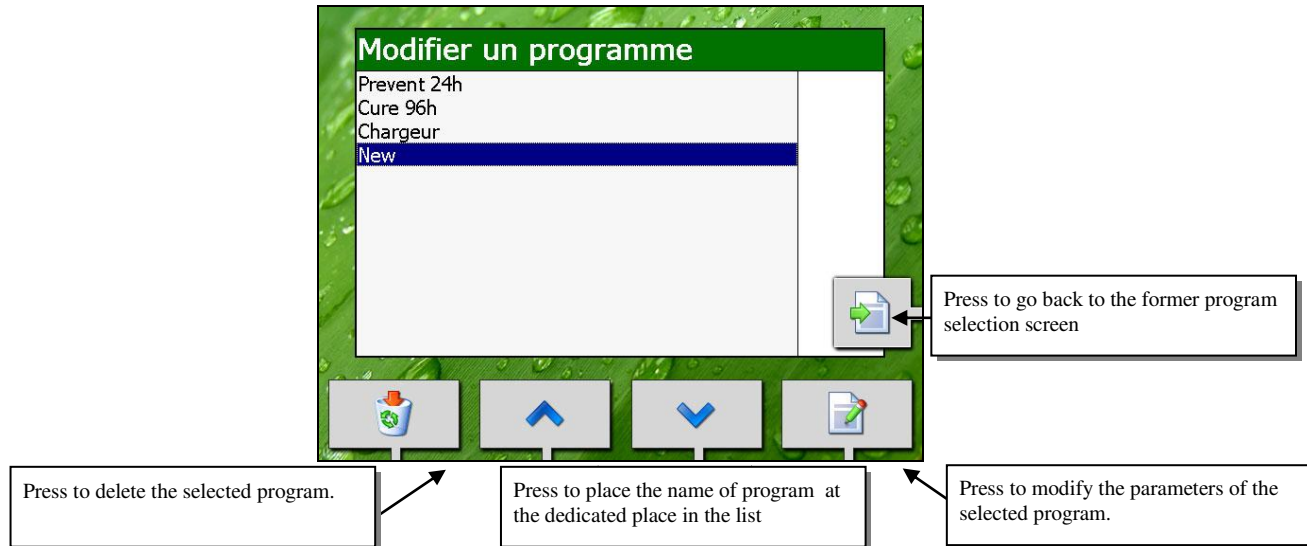 Modifier un programme
Prevent 24h
Cure 96h
Chargeur
New
Press to go back to the former program
selection screen
Press to delete the selected program.
Press to place the name of program at
the dedicated place in the list
Press to modify the parameters of the
selected program.